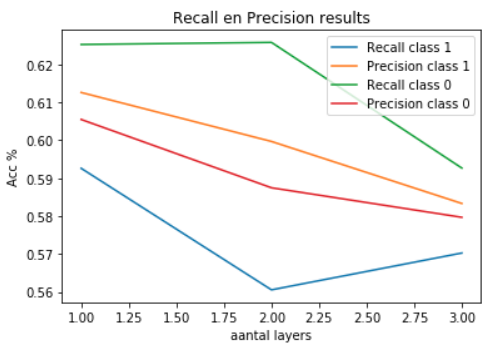 Recall en Precision results
Recall class 1
Precision class 1
Recall class 0
Precision class 0
Acc %
0.62
0.61
0.60
0.59
0.58
0.57
0.56
1.00 1.25 1.50 1.75 2.00 2.25 2.50 2.75 3.00
aantal layers